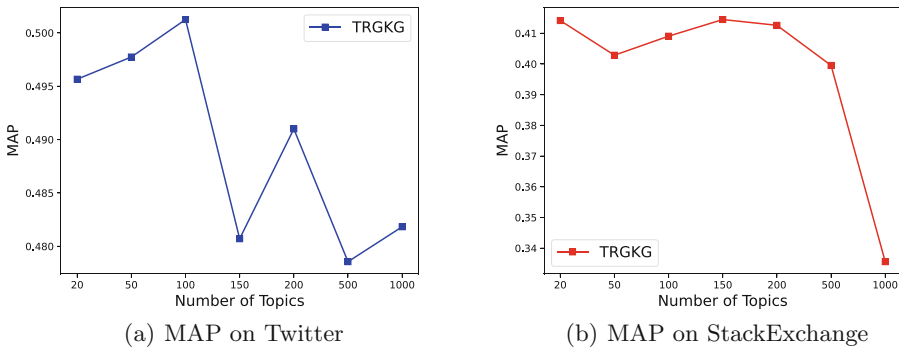 0.500
0.495
0.490
0.485
0.480
MAP
TRGKG
20 50 100 150 200 500 1000
Number of Topics
(a) MAP on Twitter
0.41
0.40
0.39
0.38
0.37
0.36
0.35
0.34
MAP
TRGKG
20 50 100 150 200 500 1000
Number of Topics
(b) MAP on StackExchange